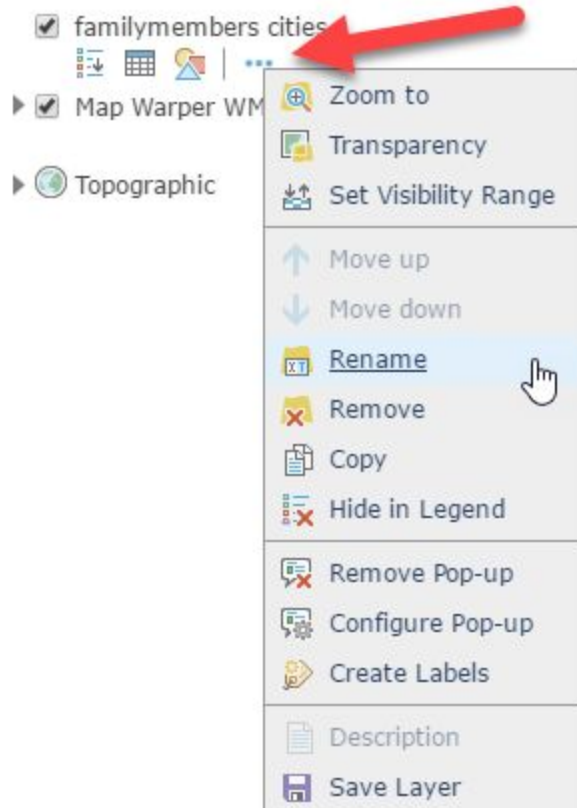 familymembers cities
Map Warper WM
Topographic
Zoom to
Transparency
Set Visibility Range
Move up
Move down
Rename
Remove
Copy
Hide in Legend
Remove Pop-up
Configure Pop-up
Create Labels
Description
Save Layer